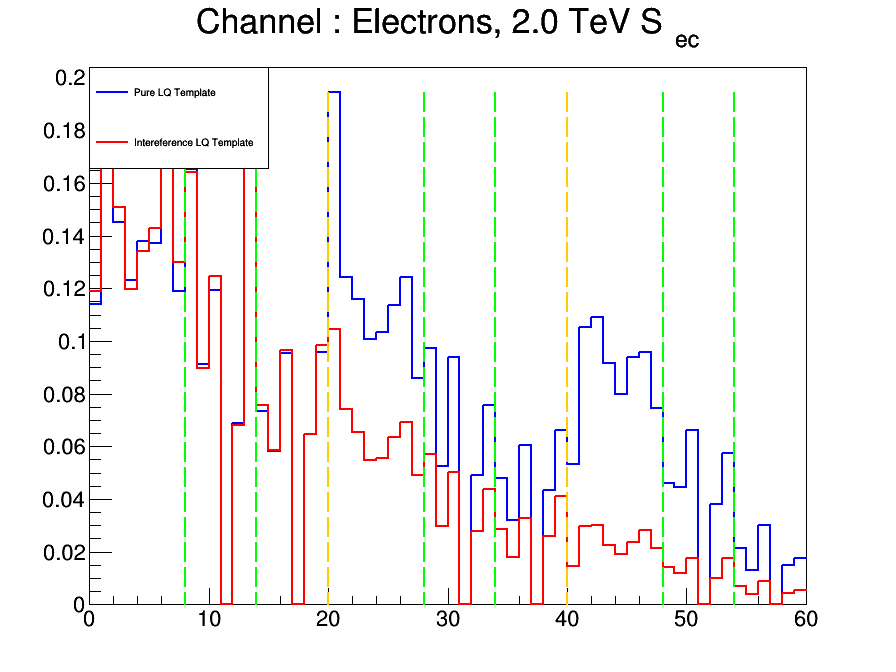 Channel : Electrons, 2.0 TeV S ec
Pure LQ Template
Intereference LQ Template
0.2
0.18
0.16
0.14
0.12
0.1
0.08
0.06
0.04
0.02
0
0 10 20 30 40 50 60